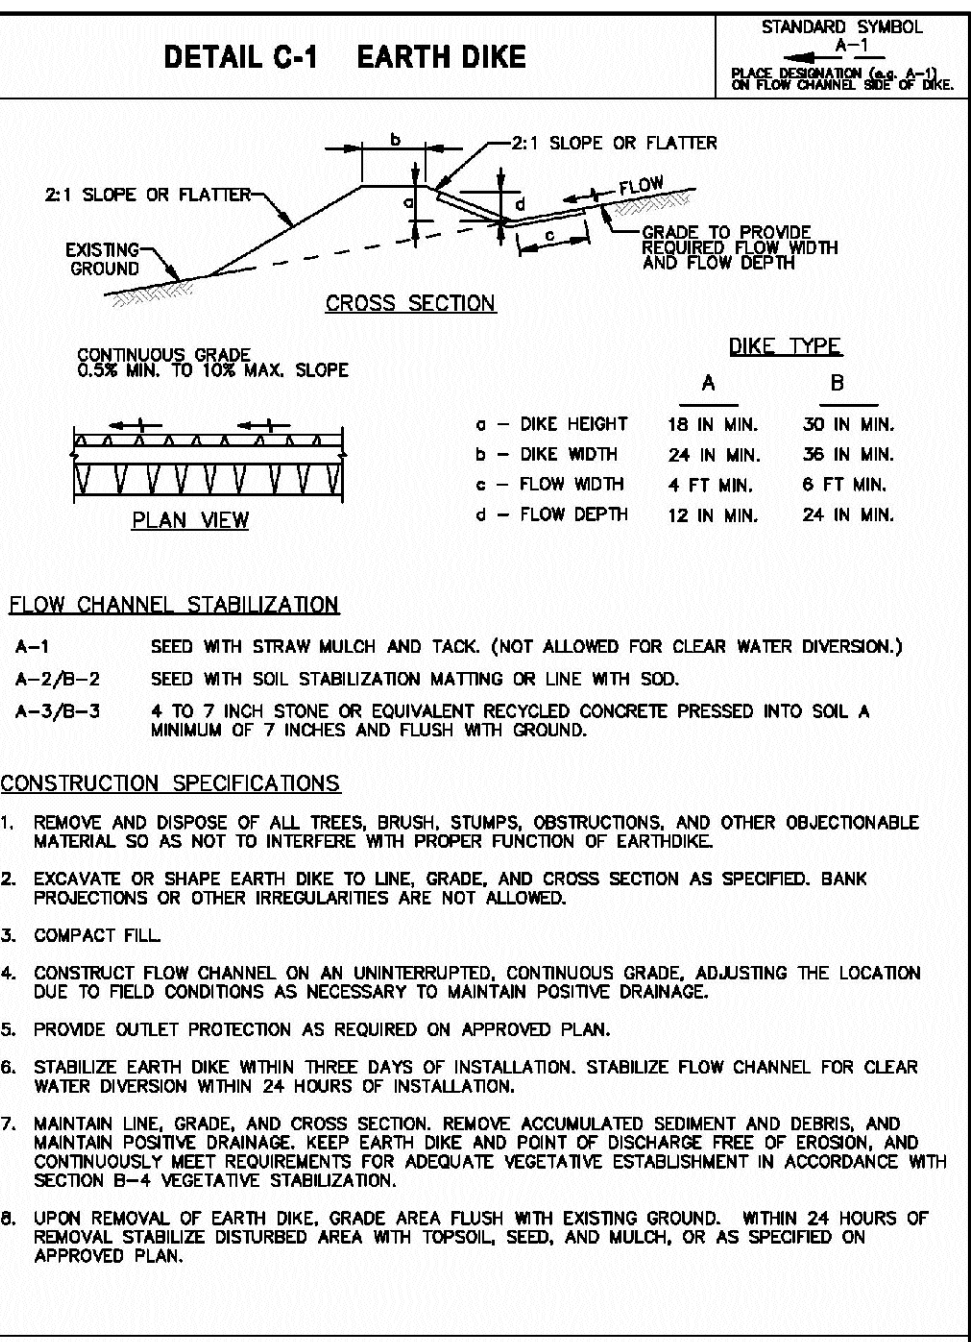 DETAIL C-1 EARTH DIKE
STANDARD SYMBOL
A-1
PLACE DESIGNATION (e.g. A-1)
ON FLOW CHANNEL SIDE OF DIKE.
b
2:1 SLOPE OR FLATTER
2:1 SLOPE OR FLATTER
a
d
FLOW
c
GRADE TO PROVIDE
REQUIRED FLOW WIDTH
AND FLOW DEPTH
EXISTING
GROUND
CROSS SECTION
CONTINUOUS GRADE
0.5% MIN. TO 10% MAX. SLOPE
PLAN VIEW
DIKE TYPE
A B
a - DIKE HEIGHT 18 IN MIN. 30 IN MIN.
b - DIKE WIDTH 24 IN MIN. 36 IN MIN.
c - FLOW WIDTH 4 FT MIN. 6 FT MIN.
d - FLOW DEPTH 12 IN MIN. 24 IN MIN.
FLOW CHANNEL STABILIZATION
A-1 SEED WITH STRAW MULCH AND TACK. (NOT ALLOWED FOR CLEAR WATER DIVERSION.)
A-2/B-2 SEED WITH SOIL STABILIZATION MATTING OR LINE WITH SOD.
A-3/B-3 4 TO 7 INCH STONE OR EQUIVALENT RECYCLED CONCRETE PRESSED INTO SOIL A
MINIMUM OF 7 INCHES AND FLUSH WITH GROUND.
CONSTRUCTION SPECIFICATIONS
1. REMOVE AND DISPOSE OF ALL TREES, BRUSH, STUMPS, OBSTRUCTIONS, AND OTHER OBJECTIONABLE
MATERIAL SO AS NOT TO INTERFERE WITH PROPER FUNCTION OF EARTHDIKE.
2. EXCAVATE OR SHAPE EARTH DIKE TO LINE, GRADE, AND CROSS SECTION AS SPECIFIED. BANK
PROJECTIONS OR OTHER IRREGULARITIES ARE NOT ALLOWED.
3. COMPACT FILL.
4. CONSTRUCT FLOW CHANNEL ON AN UNINTERRUPTED, CONTINUOUS GRADE, ADJUSTING THE LOCATION
DUE TO FIELD CONDITIONS AS NECESSARY TO MAINTAIN POSITIVE DRAINAGE.
5. PROVIDE OUTLET PROTECTION AS REQUIRED ON APPROVED PLAN.
6. STABILIZE EARTH DIKE WITHIN THREE DAYS OF INSTALLATION. STABILIZE FLOW CHANNEL FOR CLEAR
WATER DIVERSION WITHIN 24 HOURS OF INSTALLATION.
7. MAINTAIN LINE, GRADE, AND CROSS SECTION. REMOVE ACCUMULATED SEDIMENT AND DEBRIS, AND
MAINTAIN POSITIVE DRAINAGE. KEEP EARTH DIKE AND POINT OF DISCHARGE FREE OF EROSION, AND
CONTINUOUSLY MEET REQUIREMENTS FOR ADEQUATE VEGETATIVE ESTABLISHMENT IN ACCORDANCE WITH
SECTION B-4 VEGETATIVE STABILIZATION.
8. UPON REMOVAL OF EARTH DIKE, GRADE AREA FLUSH WITH EXISTING GROUND. WITHIN 24 HOURS OF
REMOVAL STABILIZE DISTURBED AREA WITH TOPSOIL, SEED, AND MULCH, OR AS SPECIFIED ON
APPROVED PLAN.